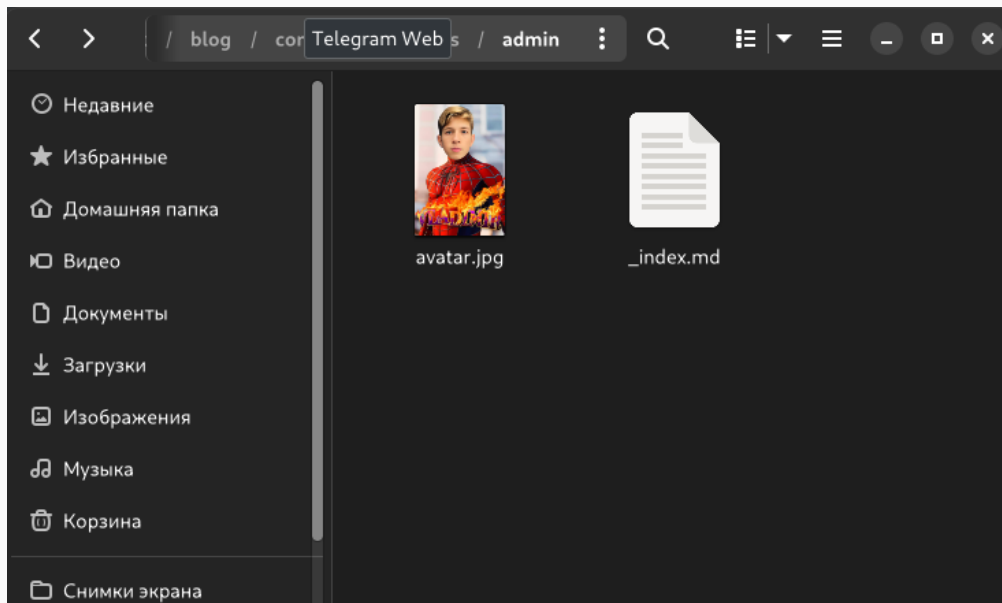 / blog / cor Telegram Web s / admin
Недавние
Избранные
Домашняя папка
Видео
Документы
Загрузки
Изображения
Музыка
Корзина
Снимки экрана
avatar.jpg
_index.md